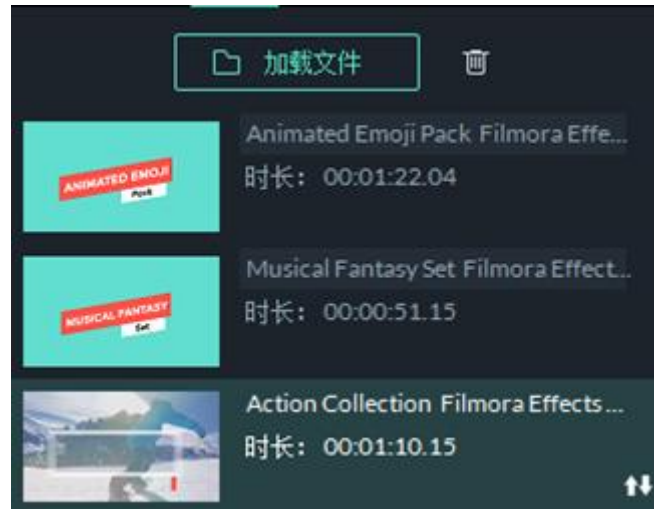 加载文件
Animated Emoji Pack Filmora Effe...
时长： 00:01:22.04
ANIMATED EMOJI
Pack
Musical Fantasy Set Filmora Effect...
时长： 00:00:51.15
MUSICAL FANTASY
Set
Action Collection Filmora Effects ...
时长： 00:01:10.15